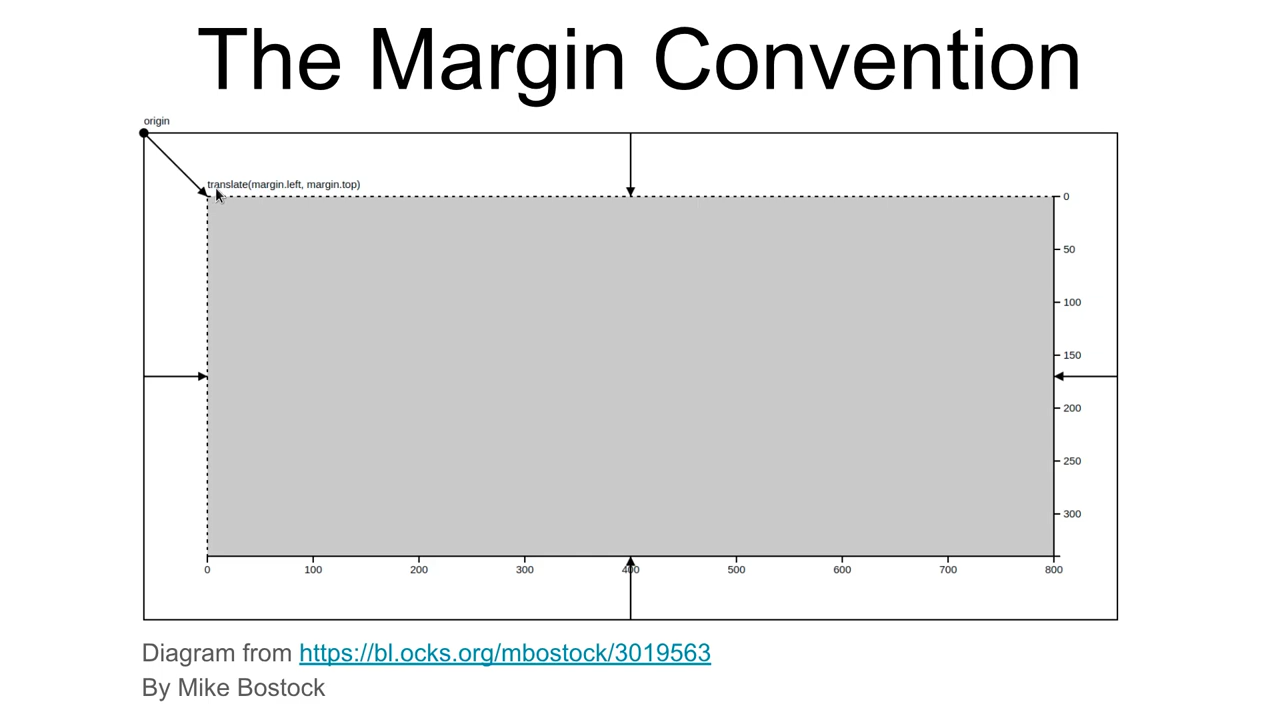 The Margin Convention
origin
translate(margin.left, margin.top)
0
50
100
150
200
250
300
0 100 200 300 400 500 600 700 800
Diagram from https://bl.ocks.org/mbostock/3019563
By Mike Bostock